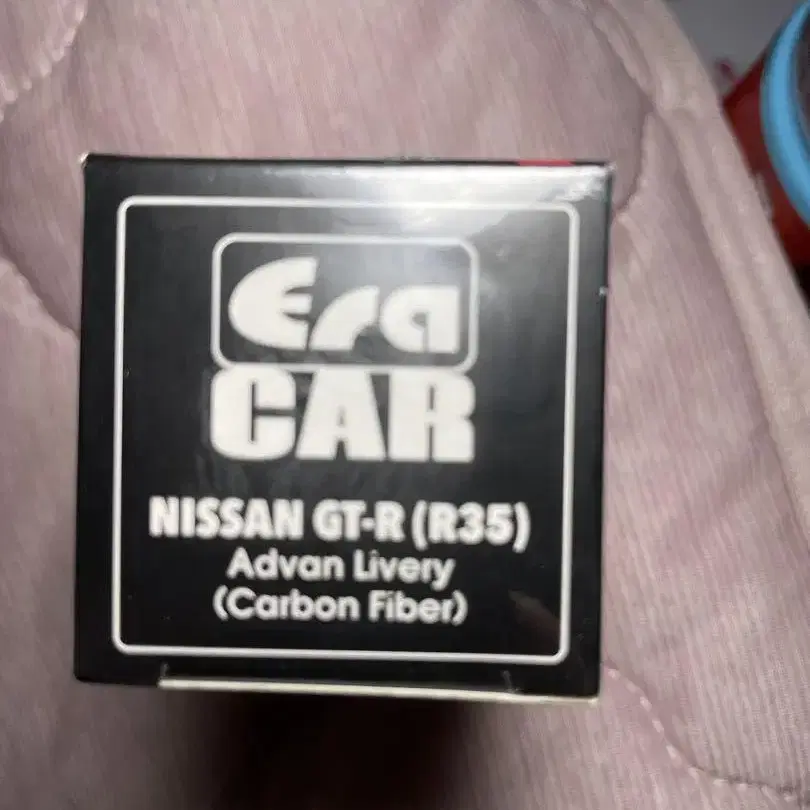 Era
CAR
NISSAN GT-R (R35)
Advan Livery
(Carbon Fiber)